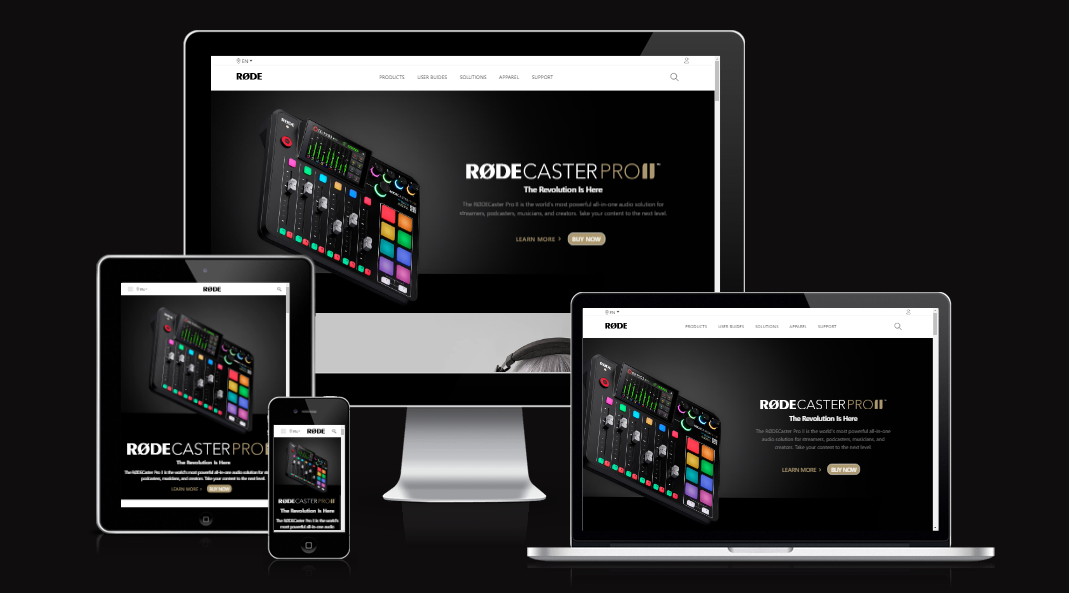 EN
RØDE
PRODUCTS USER GUIDES SOLUTIONS APPAREL SUPPORT
RØDECASTER PRO II™
The Revolution Is Here
The RØDECaster Pro II is the world's most powerful all-in-one audio solution for
streamers, podcasters, musicians, and creators. Take your content to the next level.
LEARN MORE > BUY NOW
RØDE
RØDECASTER PRO II
The Revolution Is Here
The RØDECaster Pro II is the world's most powerful all-in-one audio solution for
podcasters, musicians, and creators. Take your content to the next level.
LEARN MORE > BUY NOW
RØDE
RØDECASTER PRO II
The Revolution Is Here
The RØDECaster Pro II is the world's
most powerful all-in-one audio
EN
RØDE
PRODUCTS USER GUIDES SOLUTIONS APPAREL SUPPORT
RØDECASTER PRO II™
The Revolution Is Here
The RØDECaster Pro II is the world's most powerful all-in-one
audio solution for streamers, podcasters, musicians, and
creators. Take your content to the next level.
LEARN MORE > BUY NOW